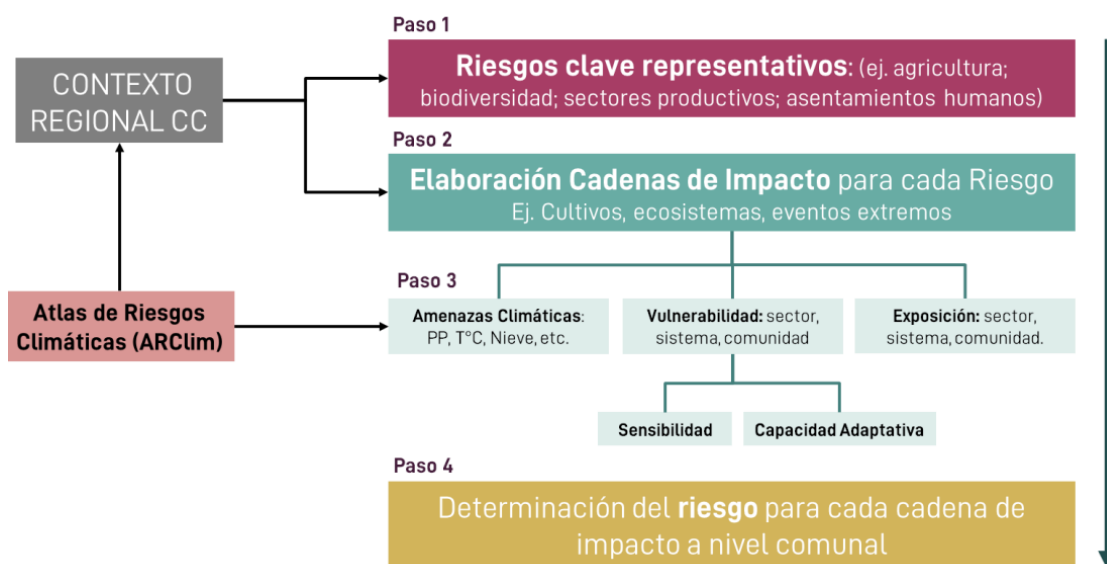 Paso 1
Riesgos clave representativos: (ej. agricultura;
biodiversidad; sectores productivos; asentamientos humanos)
CONTEXTO
REGIONAL CC
Paso 2
Elaboración Cadenas de Impacto para cada Riesgo
Ej. Cultivos, ecosistemas, eventos extremos
Paso 3
Atlas de Riesgos
Climáticas (ARClim)
Amenazas Climáticas:
PP, T°C, Nieve, etc.
Vulnerabilidad: sector,
sistema, comunidad
Exposición: sector,
sistema, comunidad.
Sensibilidad
Capacidad Adaptativa
Paso 4
Determinación del riesgo para cada cadena de
impacto a nivel comunal